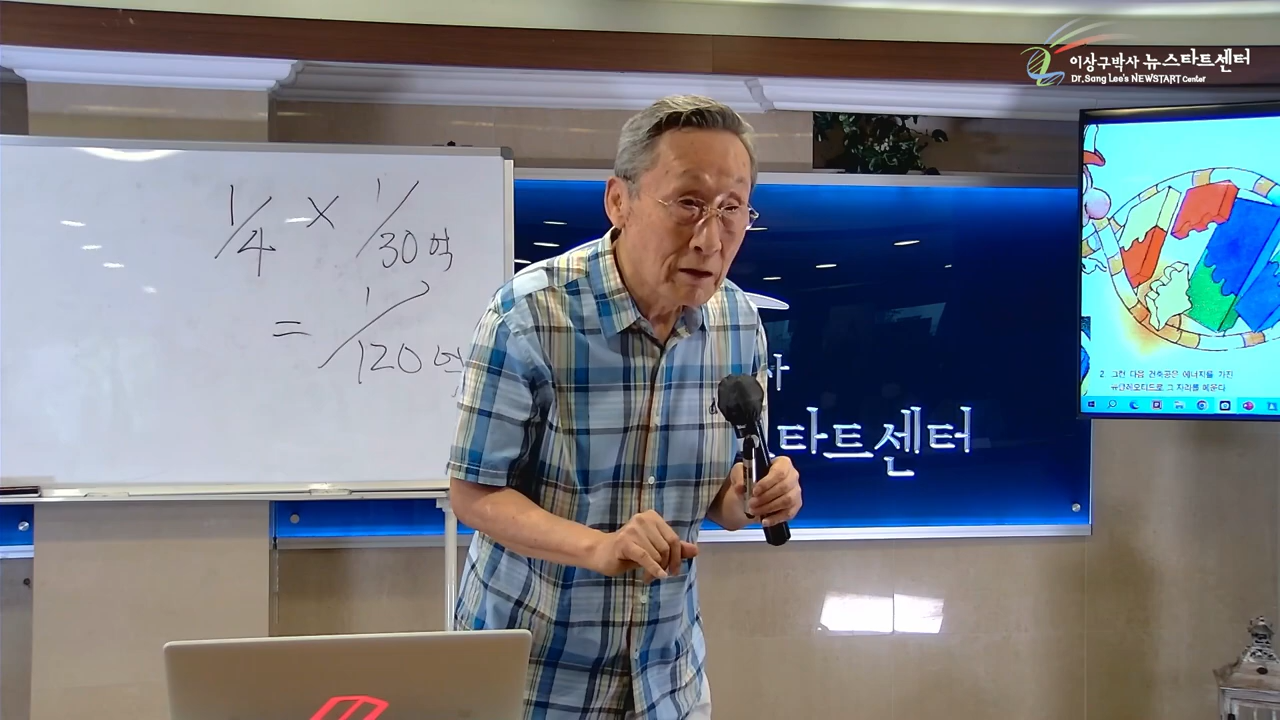 이상구박사 뉴스타트센터
Dr. Sang Lee's NEWSTART Center
1/4 × 1/30억
= 1/120억
사
타트센터
2 그런 다음 건축공은 에너지를 가진
뉴클레오티드로 그 자리를 메운다